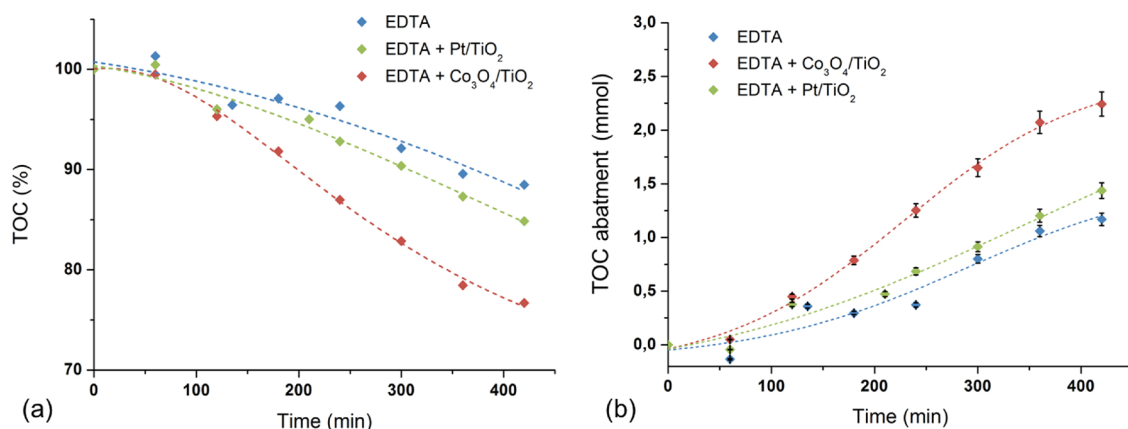 EDTA
EDTA + Pt/TiO₂
EDTA + Co₃O₄/TiO₂
100
90
80
70
TOC (%)
0
100
200
300
400
Time (min)
(a)
EDTA
EDTA + Co₃O₄/TiO₂
EDTA + Pt/TiO₂
3,0
2,5
2,0
1,5
1,0
0,5
0,0
TOC abatment (mmol)
0
100
200
300
400
Time (min)
(b)